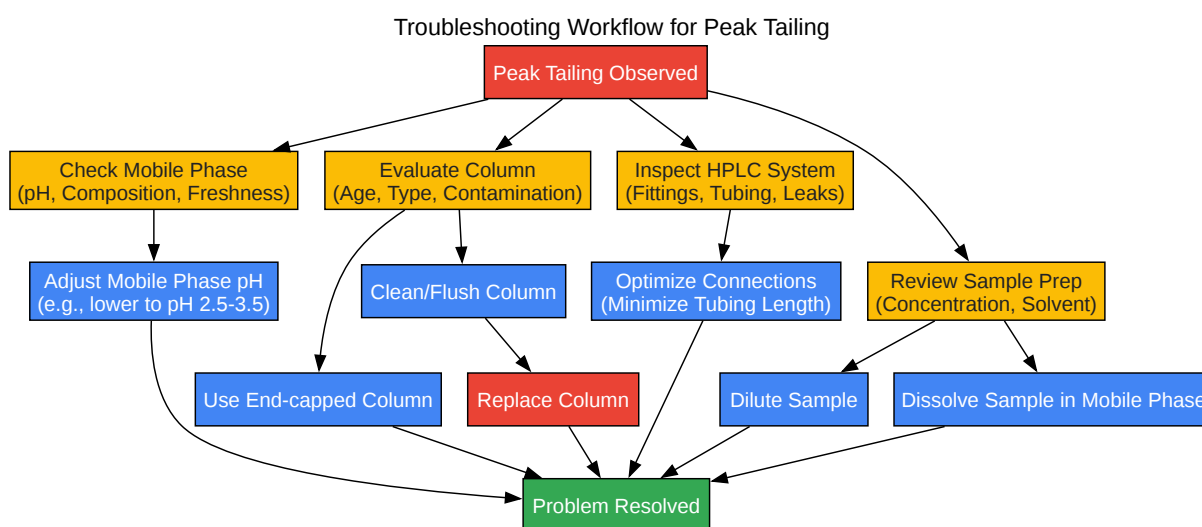 Troubleshooting Workflow for Peak Tailing
Peak Tailing Observed
Check Mobile Phase
(pH, Composition, Freshness)
Evaluate Column
(Age, Type, Contamination)
Inspect HPLC System
(Fittings, Tubing, Leaks)
Adjust Mobile Phase pH
(e.g., lower to pH 2.5-3.5)
Clean/Flush Column
Optimize Connections
(Minimize Tubing Length)
Review Sample Prep
(Concentration, Solvent)
Use End-capped Column
Replace Column
Dilute Sample
Dissolve Sample in Mobile Phase
Problem Resolved